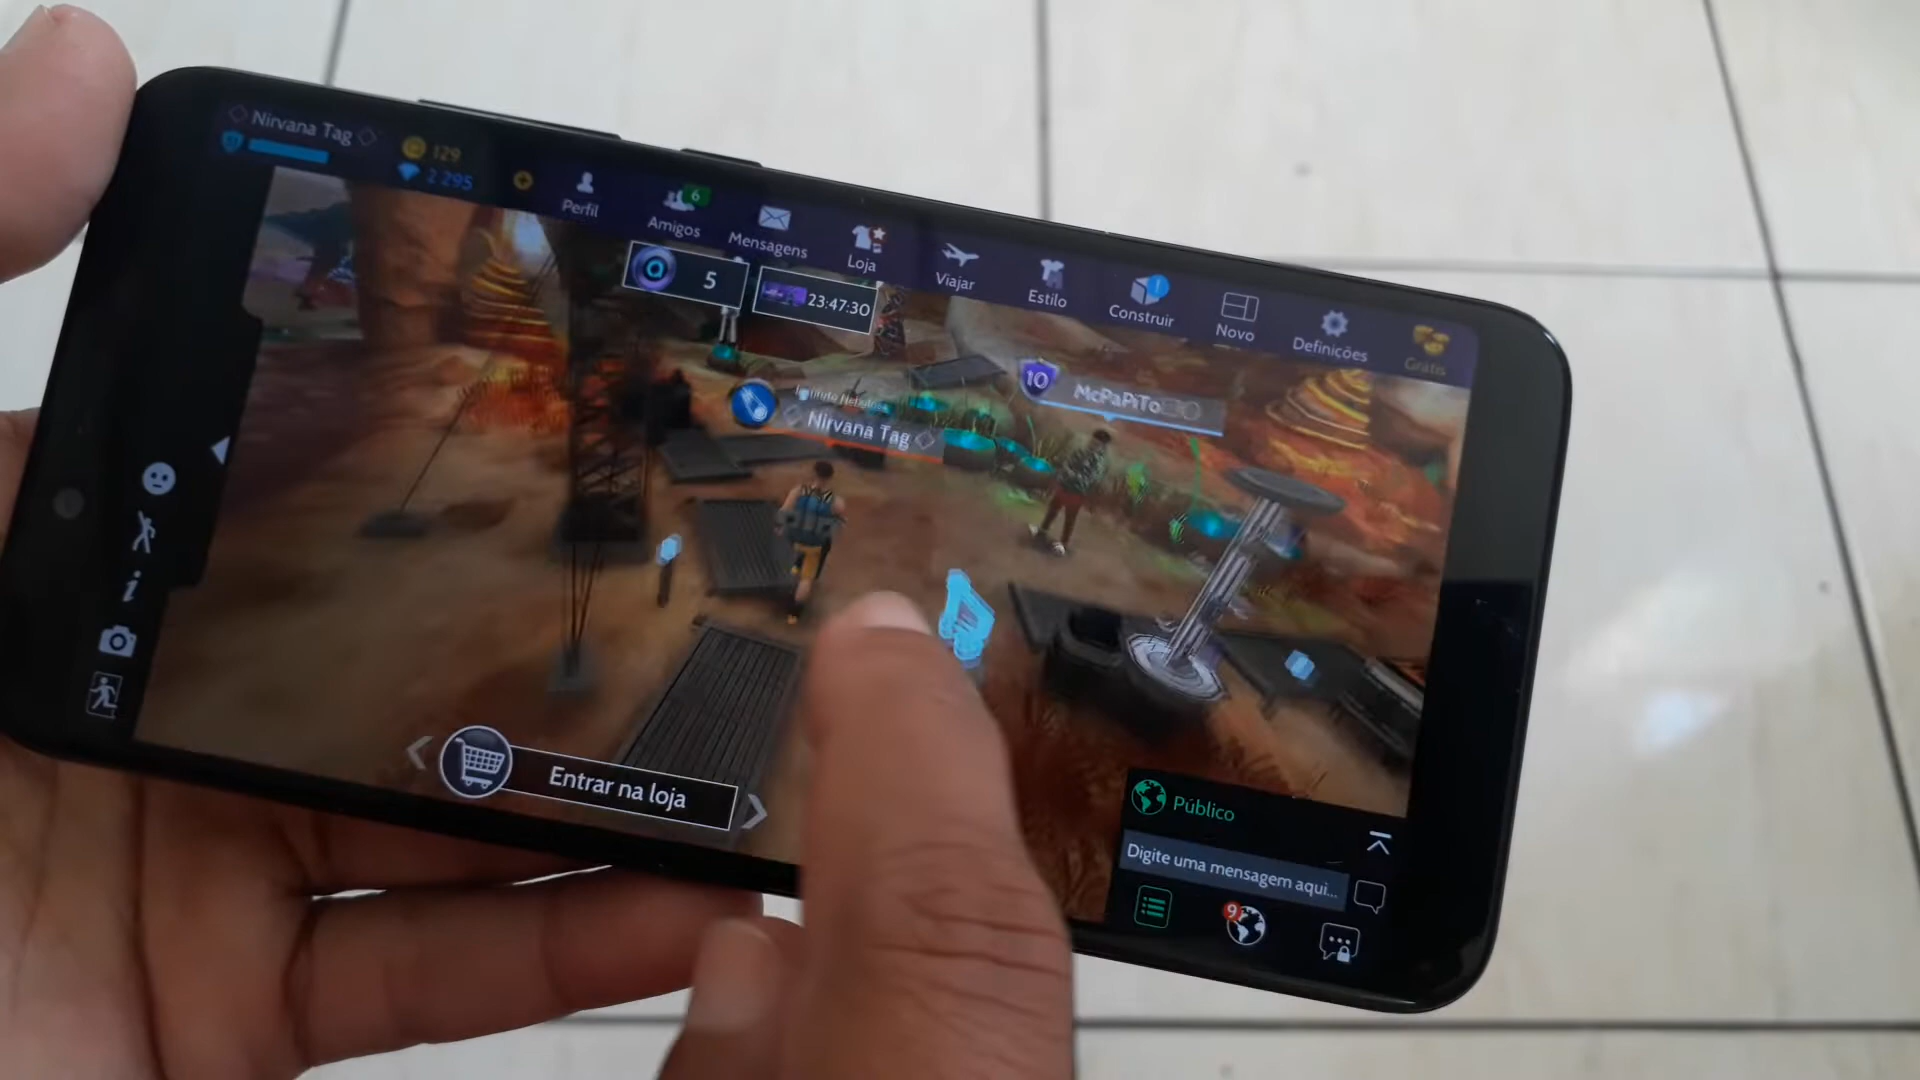 Nirvana Tag
129
2 295
Perfil
6
Amigos
Mensagens
Loja
Viajar
Estilo
Construir
Novo
Definições
Grátis
5
23:47:30
Nirvana Tag
10
McPaPiTo
Entrar na loja
Público
Digite uma mensagem aqui...
9